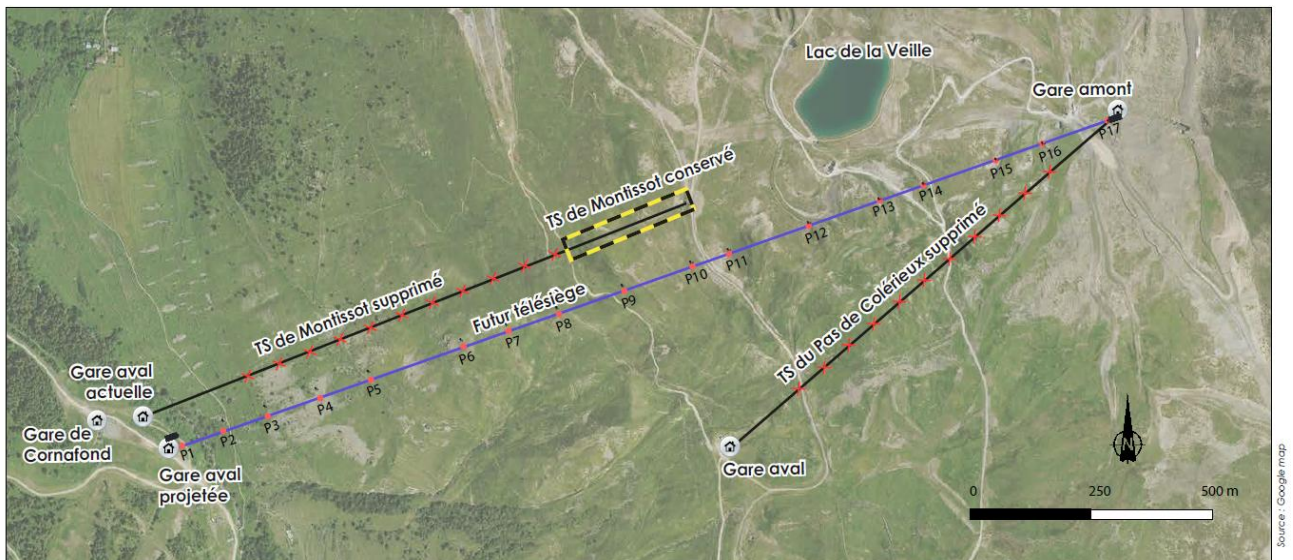 Lac de la Veille
Gare amont
P17
P16
P15
P14
P13
P12
P11
P10
P9
P8
P7
P6
P5
P4
P3
P2
P1
TS de Montissot conservé
TS de Montissot supprimé
Futur télésiège
TS du Pas de Colérieux supprimé
Gare aval
actuelle
Gare de
Cornafond
Gare aval
projetée
Gare aval
N
0
250
500 m
Source : Google map